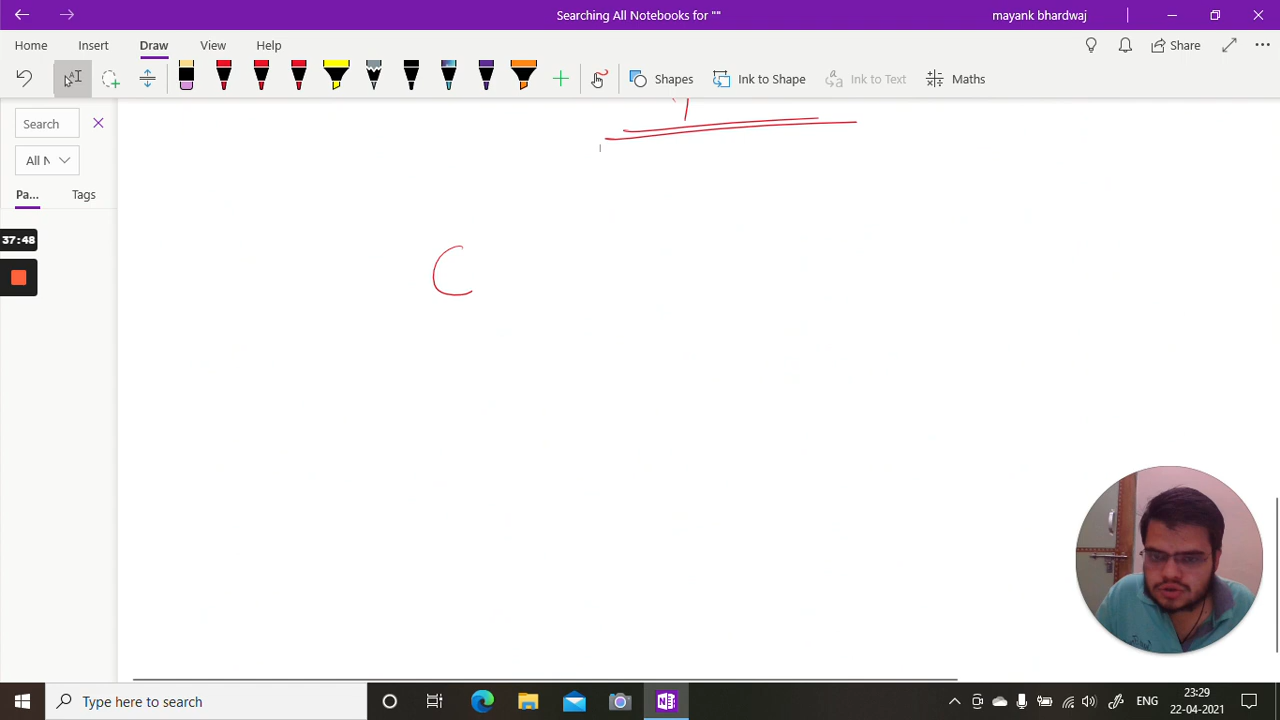 Searching All Notebooks for ""
mayank bhardwaj
Home Insert Draw View Help
Share
Shapes Ink to Shape Ink to Text Maths
Search
All N
Pa... Tags
37:48
C
Type here to search
ENG
23:29
22-04-2021